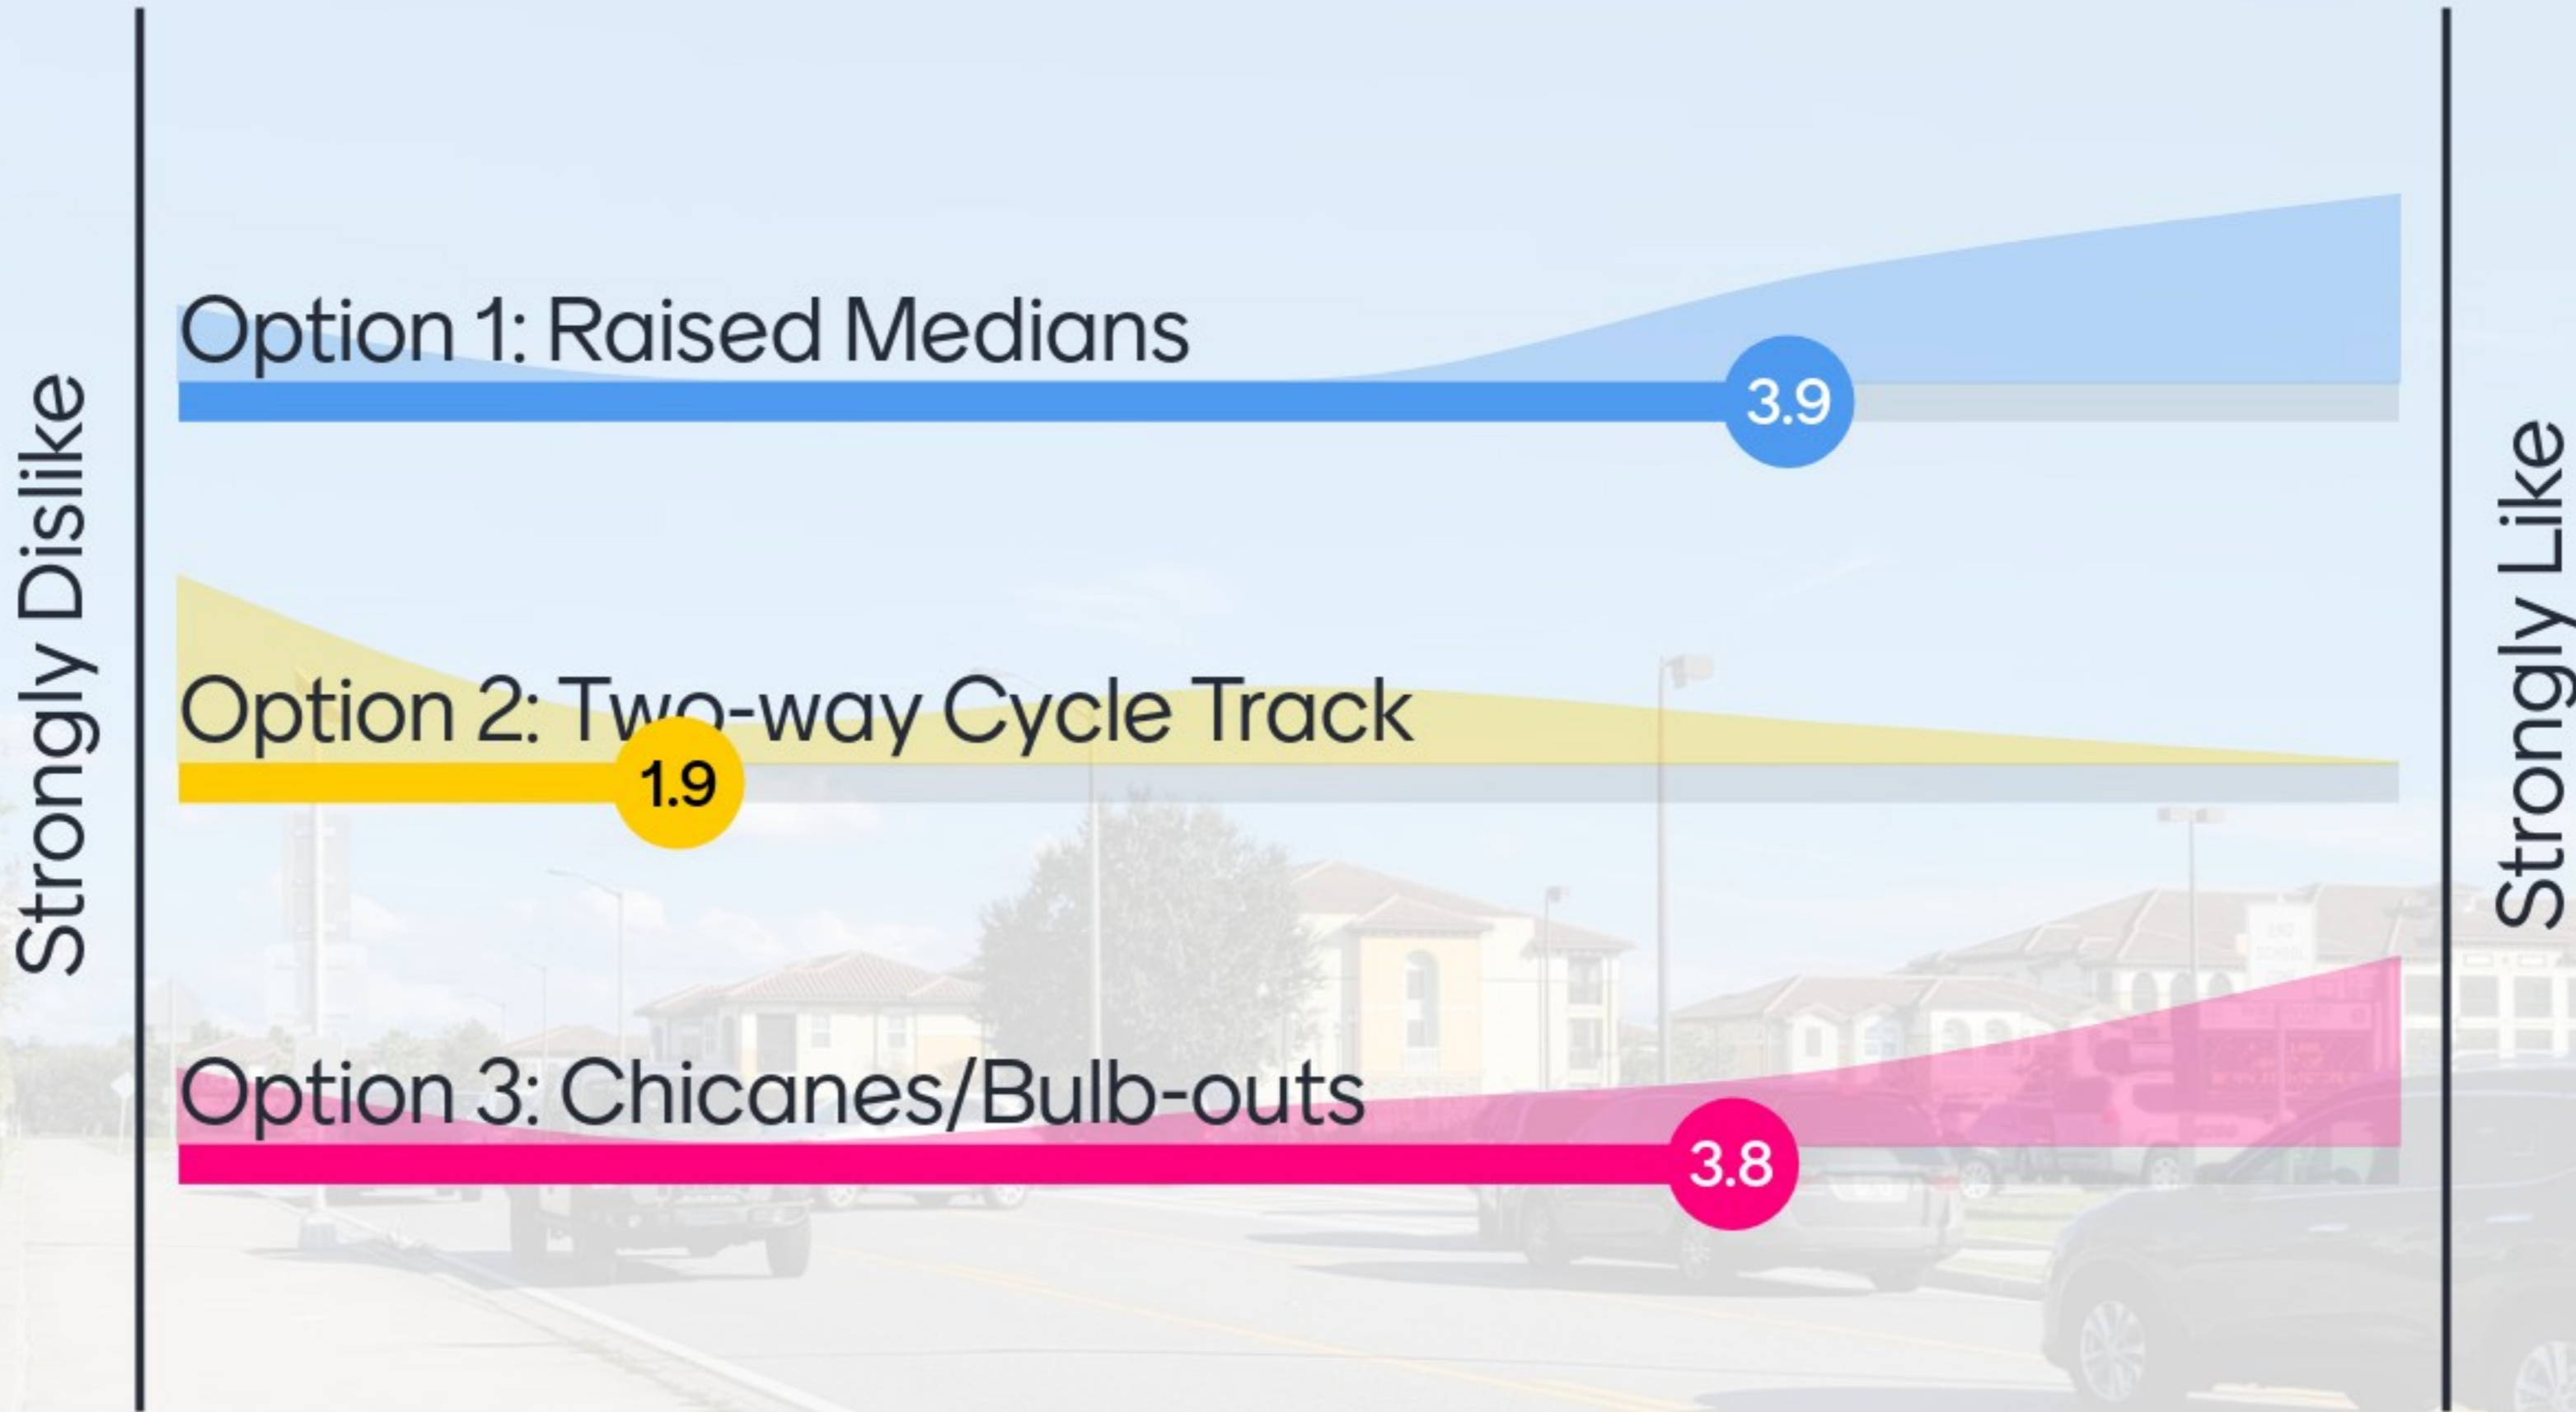 Strongly Dislike
Option 1: Raised Medians
3.9
Option 2: Two-way Cycle Track
1.9
Option 3: Chicanes/Bulb-outs
3.8
Strongly Like